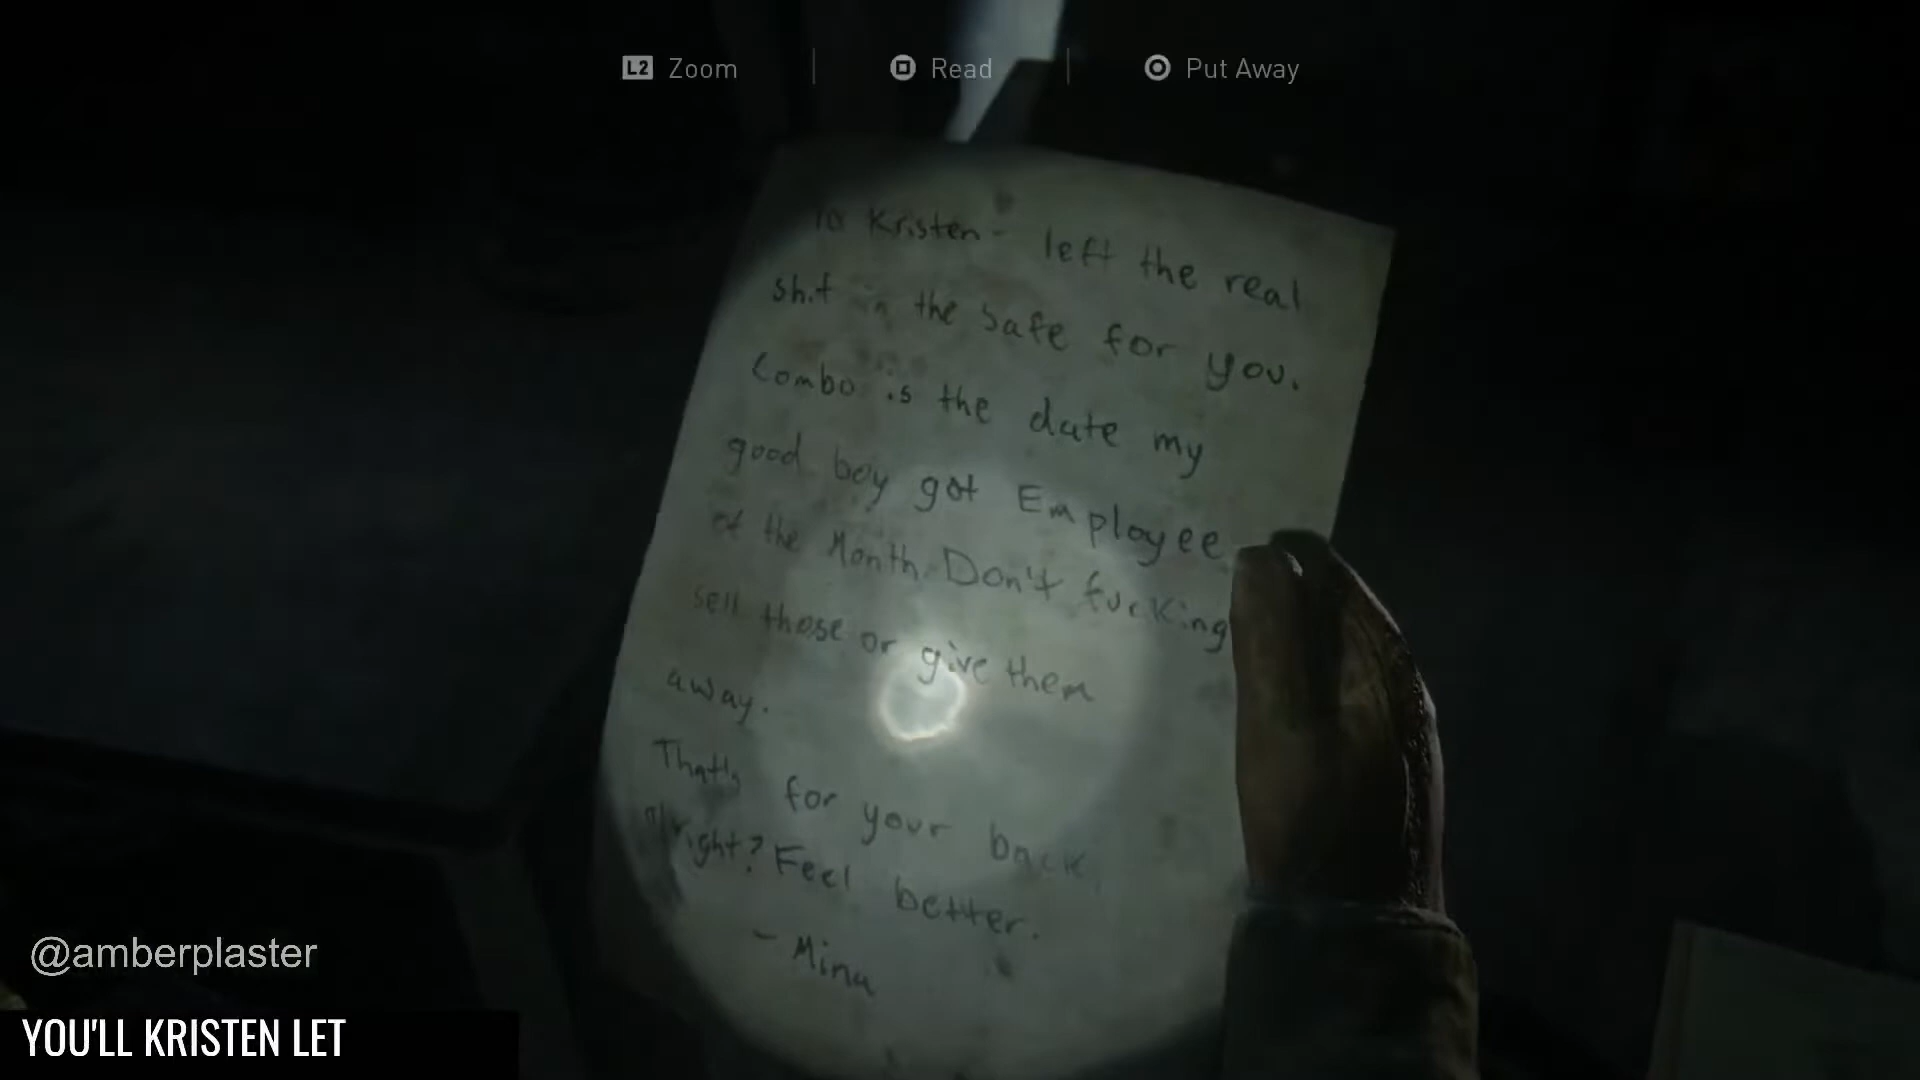 L2 Zoom | Read | Put Away
Yo Kristen - left the real
shit in the safe for you.
Combo is the date my
good boy got Employee
of the Month. Don't fucking
sell those or give them
away.
That's for your back,
alright? Feel better.
- Mina
@amberplaster
YOU'LL KRISTEN LET